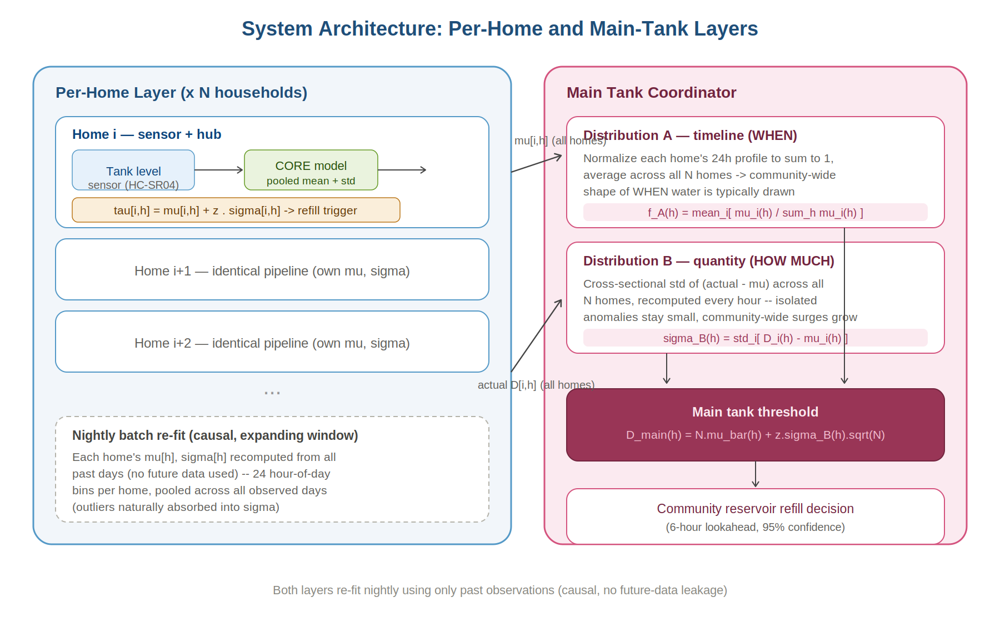 System Architecture: Per-Home and Main-Tank Layers
Per-Home Layer (x N households)
Home i — sensor + hub
Tank level
sensor (HC-SR04)
CORE model
pooled mean + std
tau[i,h] = mu[i,h] + z . sigma[i,h] -> refill trigger
Home i+1 — identical pipeline (own mu, sigma)
Home i+2 — identical pipeline (own mu, sigma)
...
Nightly batch re-fit (causal, expanding window)
Each home's mu[h], sigma[h] recomputed from all
past days (no future data used) -- 24 hour-of-day
bins per home, pooled across all observed days
(outliers naturally absorbed into sigma)
mu[i,h] (all homes)
actual D[i,h] (all homes)
Main Tank Coordinator
Distribution A — timeline (WHEN)
Normalize each home's 24h profile to sum to 1,
average across all N homes -> community-wide
shape of WHEN water is typically drawn
f_A(h) = mean_i[ mu_i(h) / sum_h mu_i(h) ]
Distribution B — quantity (HOW MUCH)
Cross-sectional std of (actual - mu) across all
N homes, recomputed every hour -- isolated
anomalies stay small, community-wide surges grow
sigma_B(h) = std_i[ D_i(h) - mu_i(h) ]
Main tank threshold
D_main(h) = N.mu_bar(h) + z.sigma_B(h).sqrt(N)
Community reservoir refill decision
(6-hour lookahead, 95% confidence)
Both layers re-fit nightly using only past observations (causal, no future-data leakage)